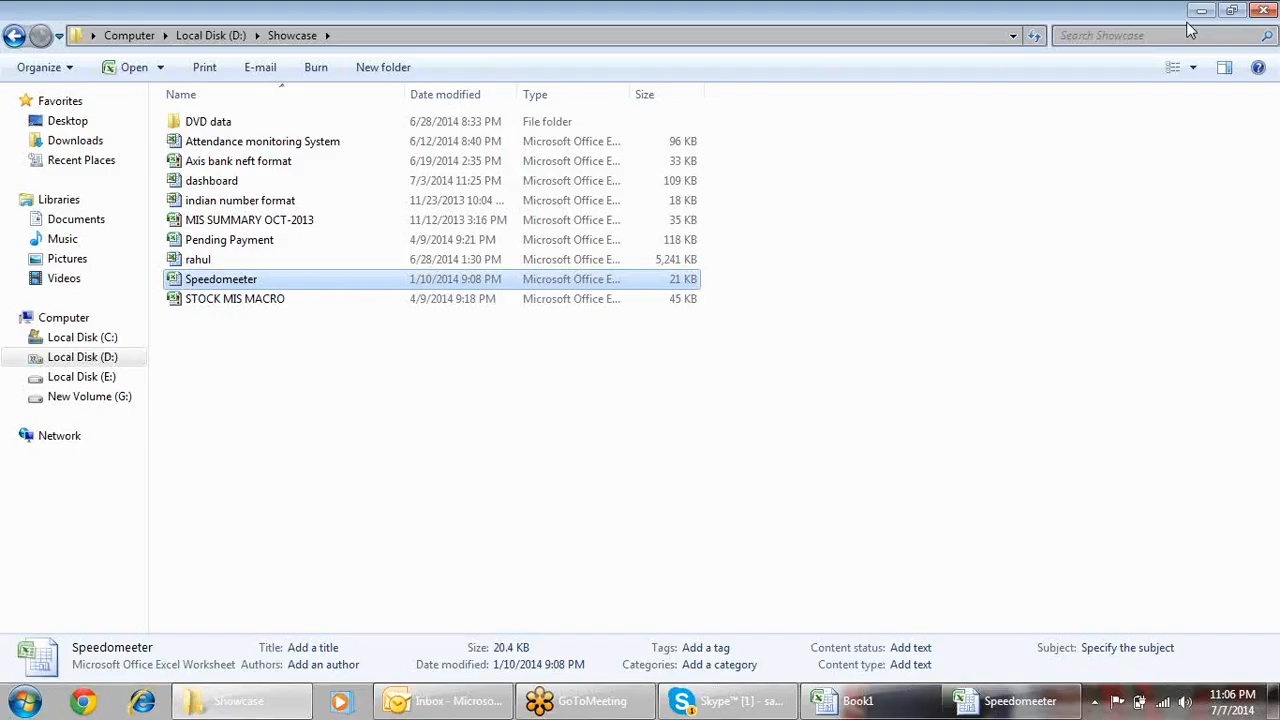 Computer Local Disk (D:) Showcase Search Showcase
Organize Open Print E-mail Burn New folder
Name Date modified Type Size
Favorites
Desktop
Downloads
Recent Places
Libraries
Documents
Music
Pictures
Videos
Computer
Local Disk (C:)
Local Disk (D:)
Local Disk (E:)
New Volume (G:)
Network
DVD data 6/28/2014 8:33 PM File folder
Attendance monitoring System 6/12/2014 8:40 PM Microsoft Office E... 96 KB
Axis bank neft format 6/19/2014 2:35 PM Microsoft Office E... 33 KB
dashboard 7/3/2014 11:25 PM Microsoft Office E... 109 KB
indian number format 11/23/2013 10:04 ... Microsoft Office E... 18 KB
MIS SUMMARY OCT-2013 11/12/2013 3:16 PM Microsoft Office E... 35 KB
Pending Payment 4/9/2014 9:21 PM Microsoft Office E... 118 KB
rahul 6/28/2014 1:30 PM Microsoft Office E... 5,241 KB
Speedomeeter 1/10/2014 9:08 PM Microsoft Office E... 21 KB
STOCK MIS MACRO 4/9/2014 9:18 PM Microsoft Office E... 45 KB
Speedomeeter Title: Add a title Size: 20.4 KB Tags: Add a tag Content status: Add text Subject: Specify the subject
Microsoft Office Excel Worksheet Authors: Add an author Date modified: 1/10/2014 9:08 PM Categories: Add a category Content type: Add text
Showcase Inbox - Microso... GoToMeeting Skype™ [1] - sa... Book1 Speedomeeter 11:06 PM
7/7/2014